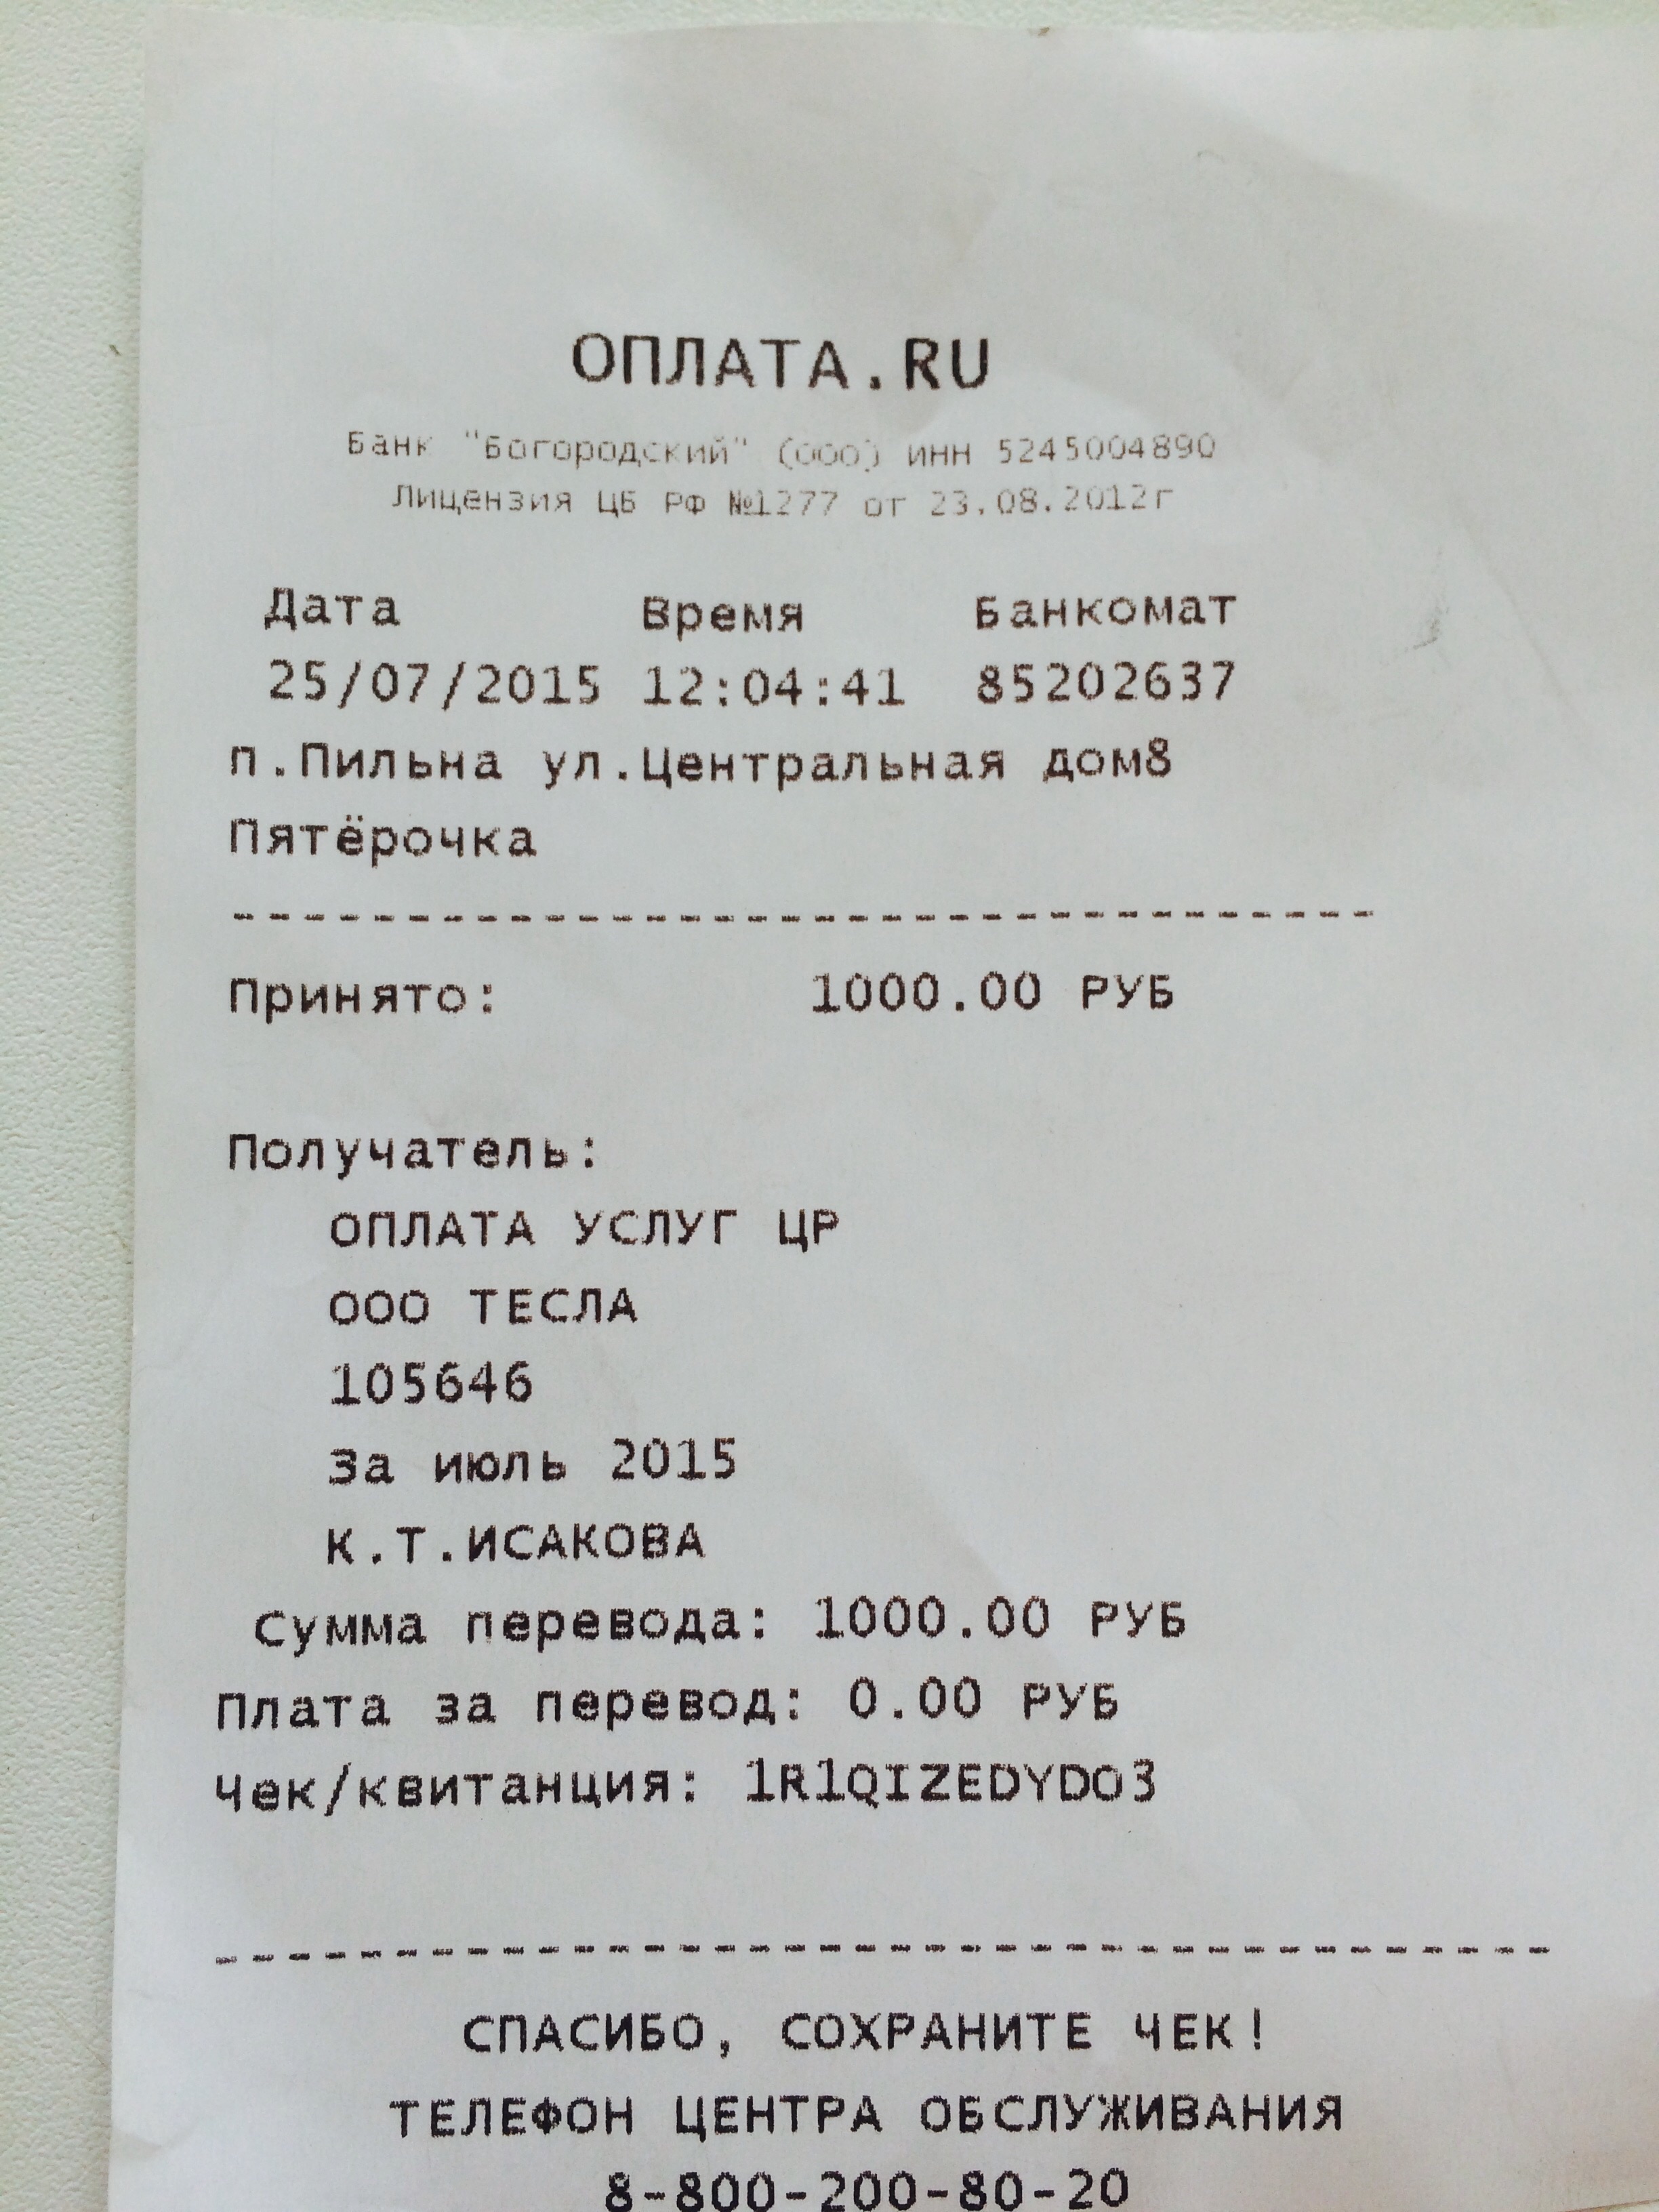 ОПЛАТА.RU
Банк "Богородский" (ООО) ИНН 5245004890
Лицензия ЦБ РФ №1277 от 23.08.2012г
Дата Время Банкомат
25/07/2015 12:04:41 85202637
п.Пильна ул.Центральная дом8
Пятёрочка
---------------------------------
Принято: 1000.00 РУБ
Получатель:
ОПЛАТА УСЛУГ ЦР
ООО ТЕСЛА
105646
За июль 2015
К.Т.ИСАКОВА
Сумма перевода: 1000.00 РУБ
Плата за перевод: 0.00 РУБ
Чек/квитанция: 1R1QIZEDYDO3
--------------------------------------
СПАСИБО, СОХРАНИТЕ ЧЕК!
ТЕЛЕФОН ЦЕНТРА ОБСЛУЖИВАНИЯ
8-800-200-80-20